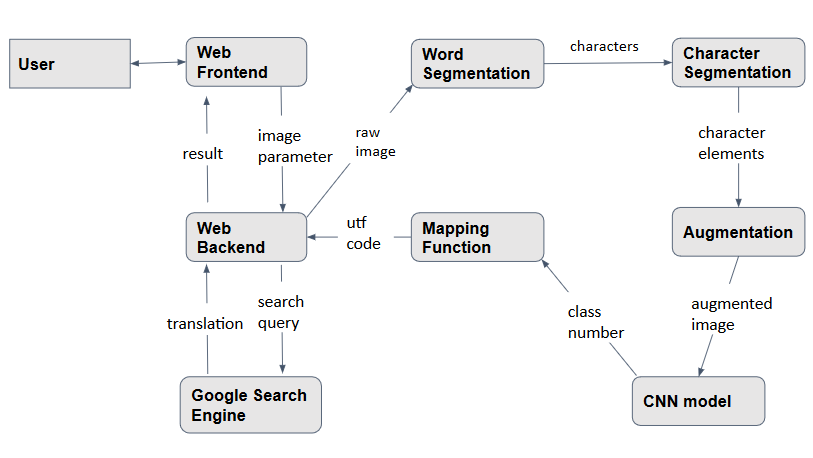 User
Web
Frontend
Word
Segmentation
characters
Character
Segmentation
result
image
parameter
raw
image
character
elements
Web
Backend
utf
code
Mapping
Function
Augmentation
translation
search
query
class
number
augmented
image
Google Search
Engine
CNN model